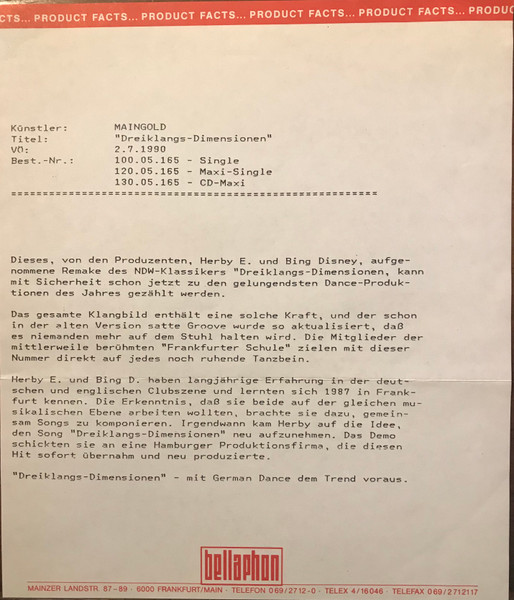 CTS... PRODUCT FACTS... PRODUCT FACTS... PRODUCT FACTS... PRODUCT FACTS... PRODUC
Künstler: MAINGOLD
Titel: "Dreiklangs-Dimensionen"
VÖ: 2.7.1990
Best.-Nr.: 100.05.165 - Single
120.05.165 - Maxi-Single
130.05.165 - CD-Maxi
==========================================================
Dieses, von den Produzenten, Herby E. und Bing Disney, aufge-
nommene Remake des NDW-Klassikers "Dreiklangs-Dimensionen, kann
mit Sicherheit schon jetzt zu den gelungendsten Dance-Produk-
tionen des Jahres gezählt werden.
Das gesamte Klangbild enthält eine solche Kraft, und der schon
in der alten Version satte Groove wurde so aktualisiert, daß
es niemanden mehr auf dem Stuhl halten wird. Die Mitglieder der
mittlerweile berühmten "Frankfurter Schule" zielen mit dieser
Nummer direkt auf jedes noch ruhende Tanzbein.
Herby E. und Bing D. haben langjährige Erfahrung in der deut-
schen und englischen Clubszene und lernten sich 1987 in Frank-
furt kennen. Die Erkenntnis, daß sie beide auf der gleichen mu-
sikalischen Ebene arbeiten wollten, brachte sie dazu, gemein-
sam Songs zu komponieren. Irgendwann kam Herby auf die Idee,
den Song "Dreiklangs-Dimensionen" neu aufzunehmen. Das Demo
schickten sie an eine Hamburger Produktionsfirma, die diesen
Hit sofort übernahm und neu produzierte.
"Dreiklangs-Dimensionen" - mit German Dance dem Trend voraus.
bellaphon
MAINZER LANDSTR. 87-89 · 6000 FRANKFURT/MAIN · TELEFON 069/2712-0 · TELEX 4/16046 · TELEFAX 069/2712117